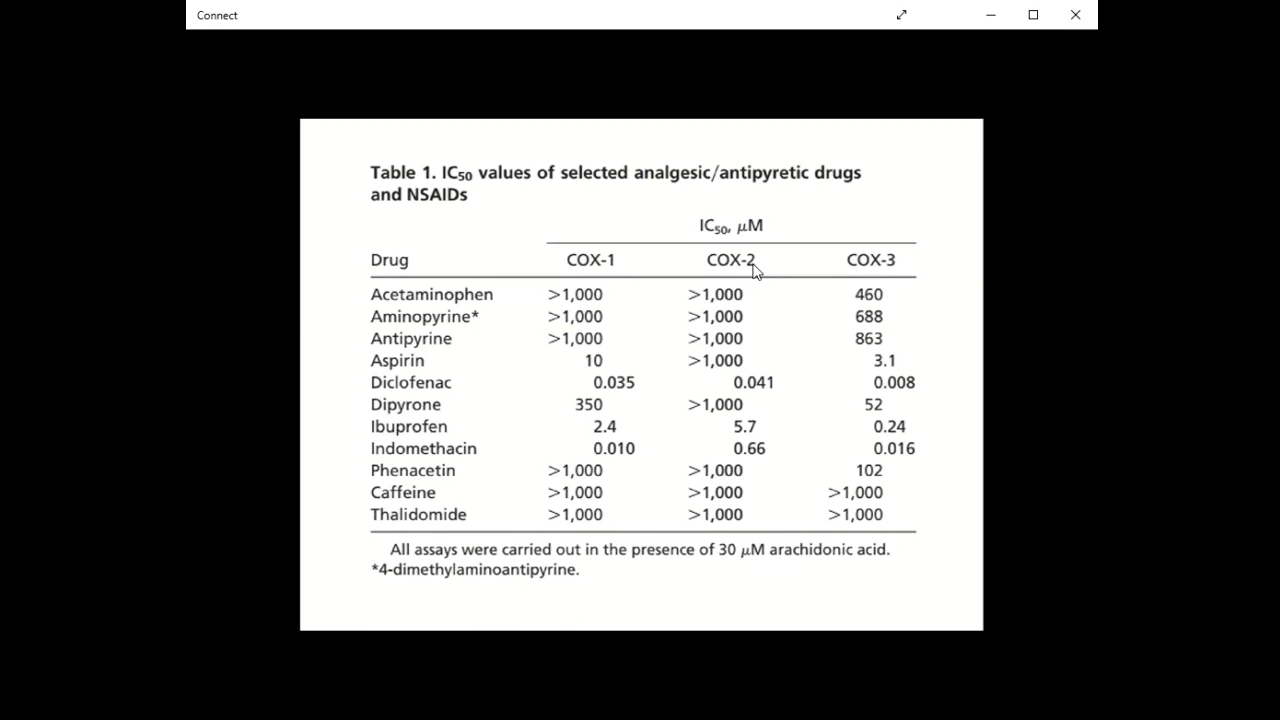 Connect
Table 1. IC50 values of selected analgesic/antipyretic drugs
and NSAIDs
IC50, μM
Drug COX-1 COX-2 COX-3
Acetaminophen >1,000 >1,000 460
Aminopyrine* >1,000 >1,000 688
Antipyrine >1,000 >1,000 863
Aspirin 10 >1,000 3.1
Diclofenac 0.035 0.041 0.008
Dipyrone 350 >1,000 52
Ibuprofen 2.4 5.7 0.24
Indomethacin 0.010 0.66 0.016
Phenacetin >1,000 >1,000 102
Caffeine >1,000 >1,000 >1,000
Thalidomide >1,000 >1,000 >1,000
All assays were carried out in the presence of 30 μM arachidonic acid.
*4-dimethylaminoantipyrine.